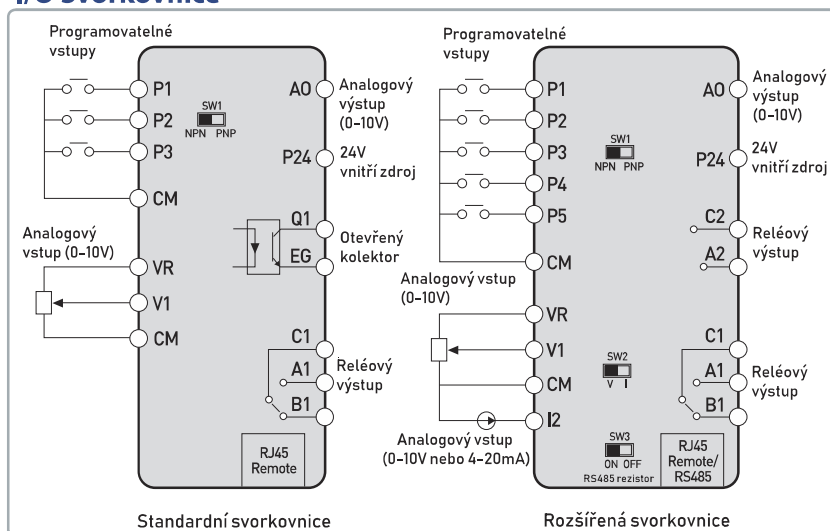 I/O svorkovnice
Programovatelné
vstupy
P1
P2
P3
CM
SW1
NPN PNP
AO
Analogový
výstup
(0–10V)
P24
24V
vnitří zdroj
Q1
EG
Otevřený
kolektor
Analogový
vstup (0–10V)
VR
V1
CM
C1
A1
B1
Reléový
výstup
RJ45
Remote
Standardní svorkovnice
Programovatelné
vstupy
P1
P2
P3
P4
P5
CM
SW1
NPN PNP
AO
Analogový
výstup
(0–10V)
P24
24V
vnitří zdroj
C2
A2
Reléový
výstup
Analogový vstup
(0–10V)
VR
V1
CM
I2
SW2
V I
C1
A1
B1
Reléový
výstup
Analogový vstup
(0–10V nebo 4–20mA)
SW3
ON OFF
RS485 rezistor
RJ45
Remote/
RS485
Rozšířená svorkovnice